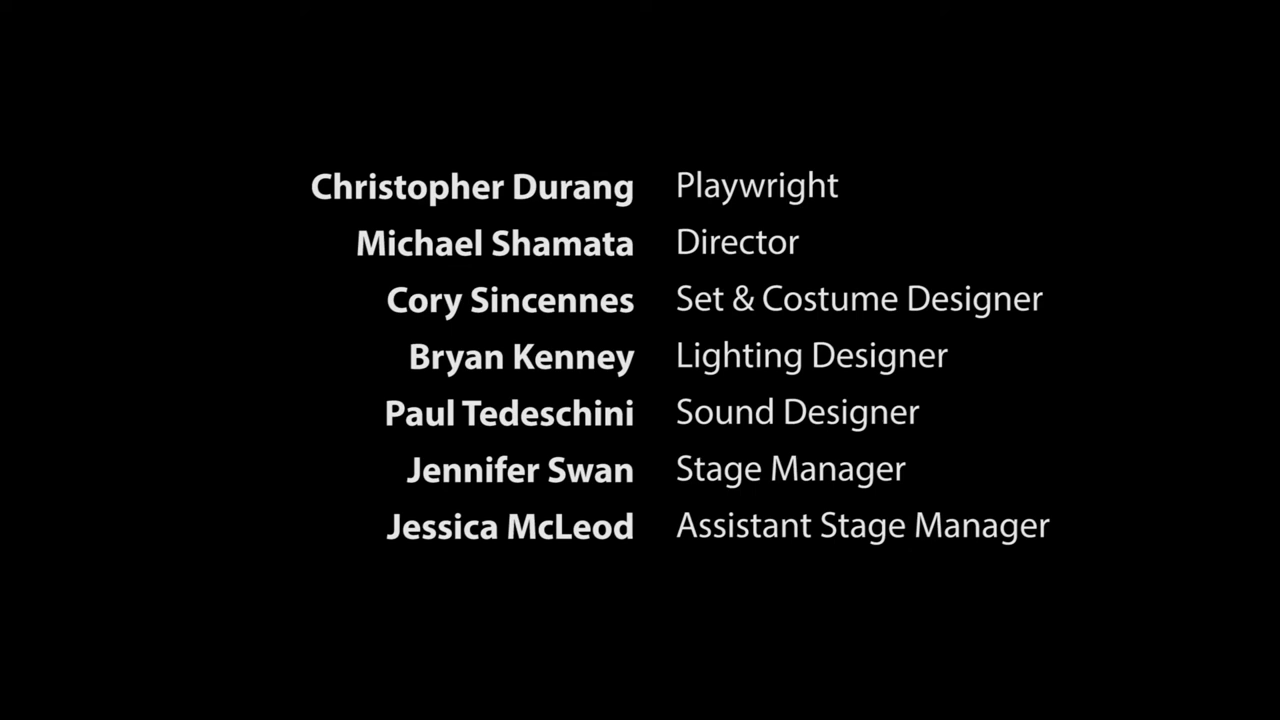 Christopher Durang Playwright
Michael Shamata Director
Cory Sincennes Set & Costume Designer
Bryan Kenney Lighting Designer
Paul Tedeschini Sound Designer
Jennifer Swan Stage Manager
Jessica McLeod Assistant Stage Manager